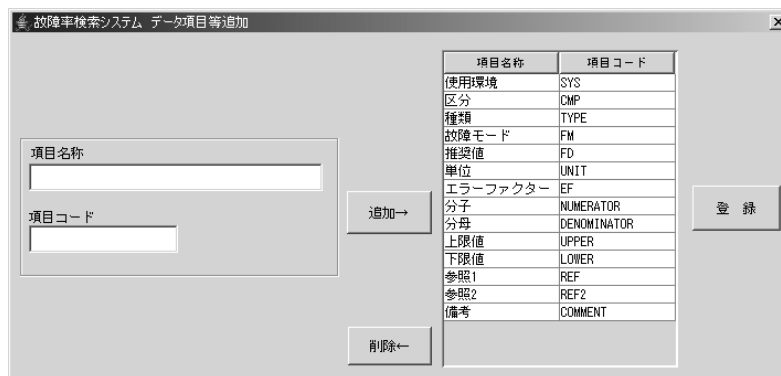 故障率検索システム データ項目等追加
項目名称
項目コード
追加→
削除←
項目名称 項目コード
使用環境 SYS
区分 CMP
種類 TYPE
故障モード FM
推奨値 FD
単位 UNIT
エラーファクター EF
分子 NUMERATOR
分母 DENOMINATOR
上限値 UPPER
下限値 LOWER
参照1 REF
参照2 REF2
備考 COMMENT
登 録